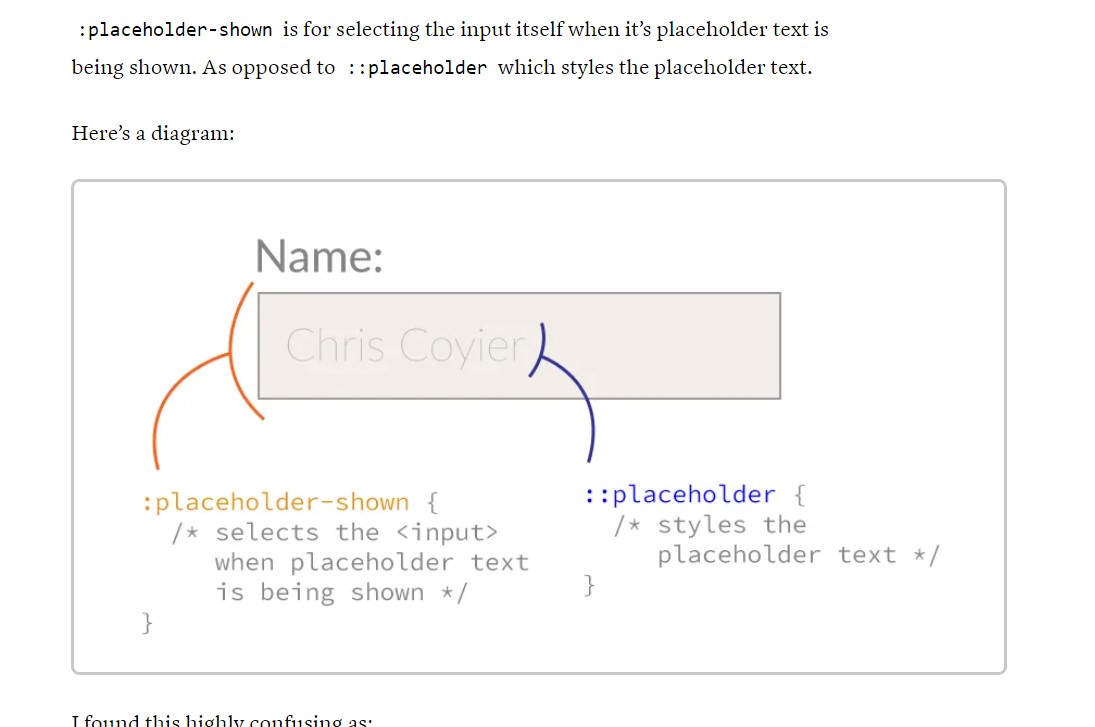 :placeholder-shown is for selecting the input itself when it’s placeholder text is
being shown. As opposed to ::placeholder which styles the placeholder text.
Here’s a diagram:
Name:
Chris Coyier
:placeholder-shown {
/* selects the <input>
when placeholder text
is being shown */
}
::placeholder {
/* styles the
placeholder text */
}
I found this highly confusing as: